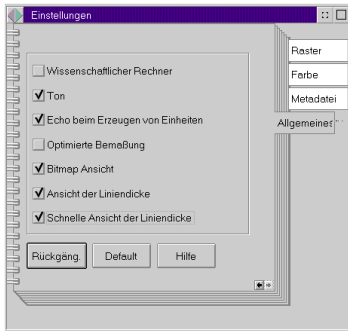 Einstellungen
Raster
Farbe
Metadatei
Allgemeines
Wissenschaftlicher Rechner
Ton
Echo beim Erzeugen von Einheiten
Optimierte Bemaßung
Bitmap Ansicht
Ansicht der Liniendicke
Schnelle Ansicht der Liniendicke
Rückgäng.
Default
Hilfe